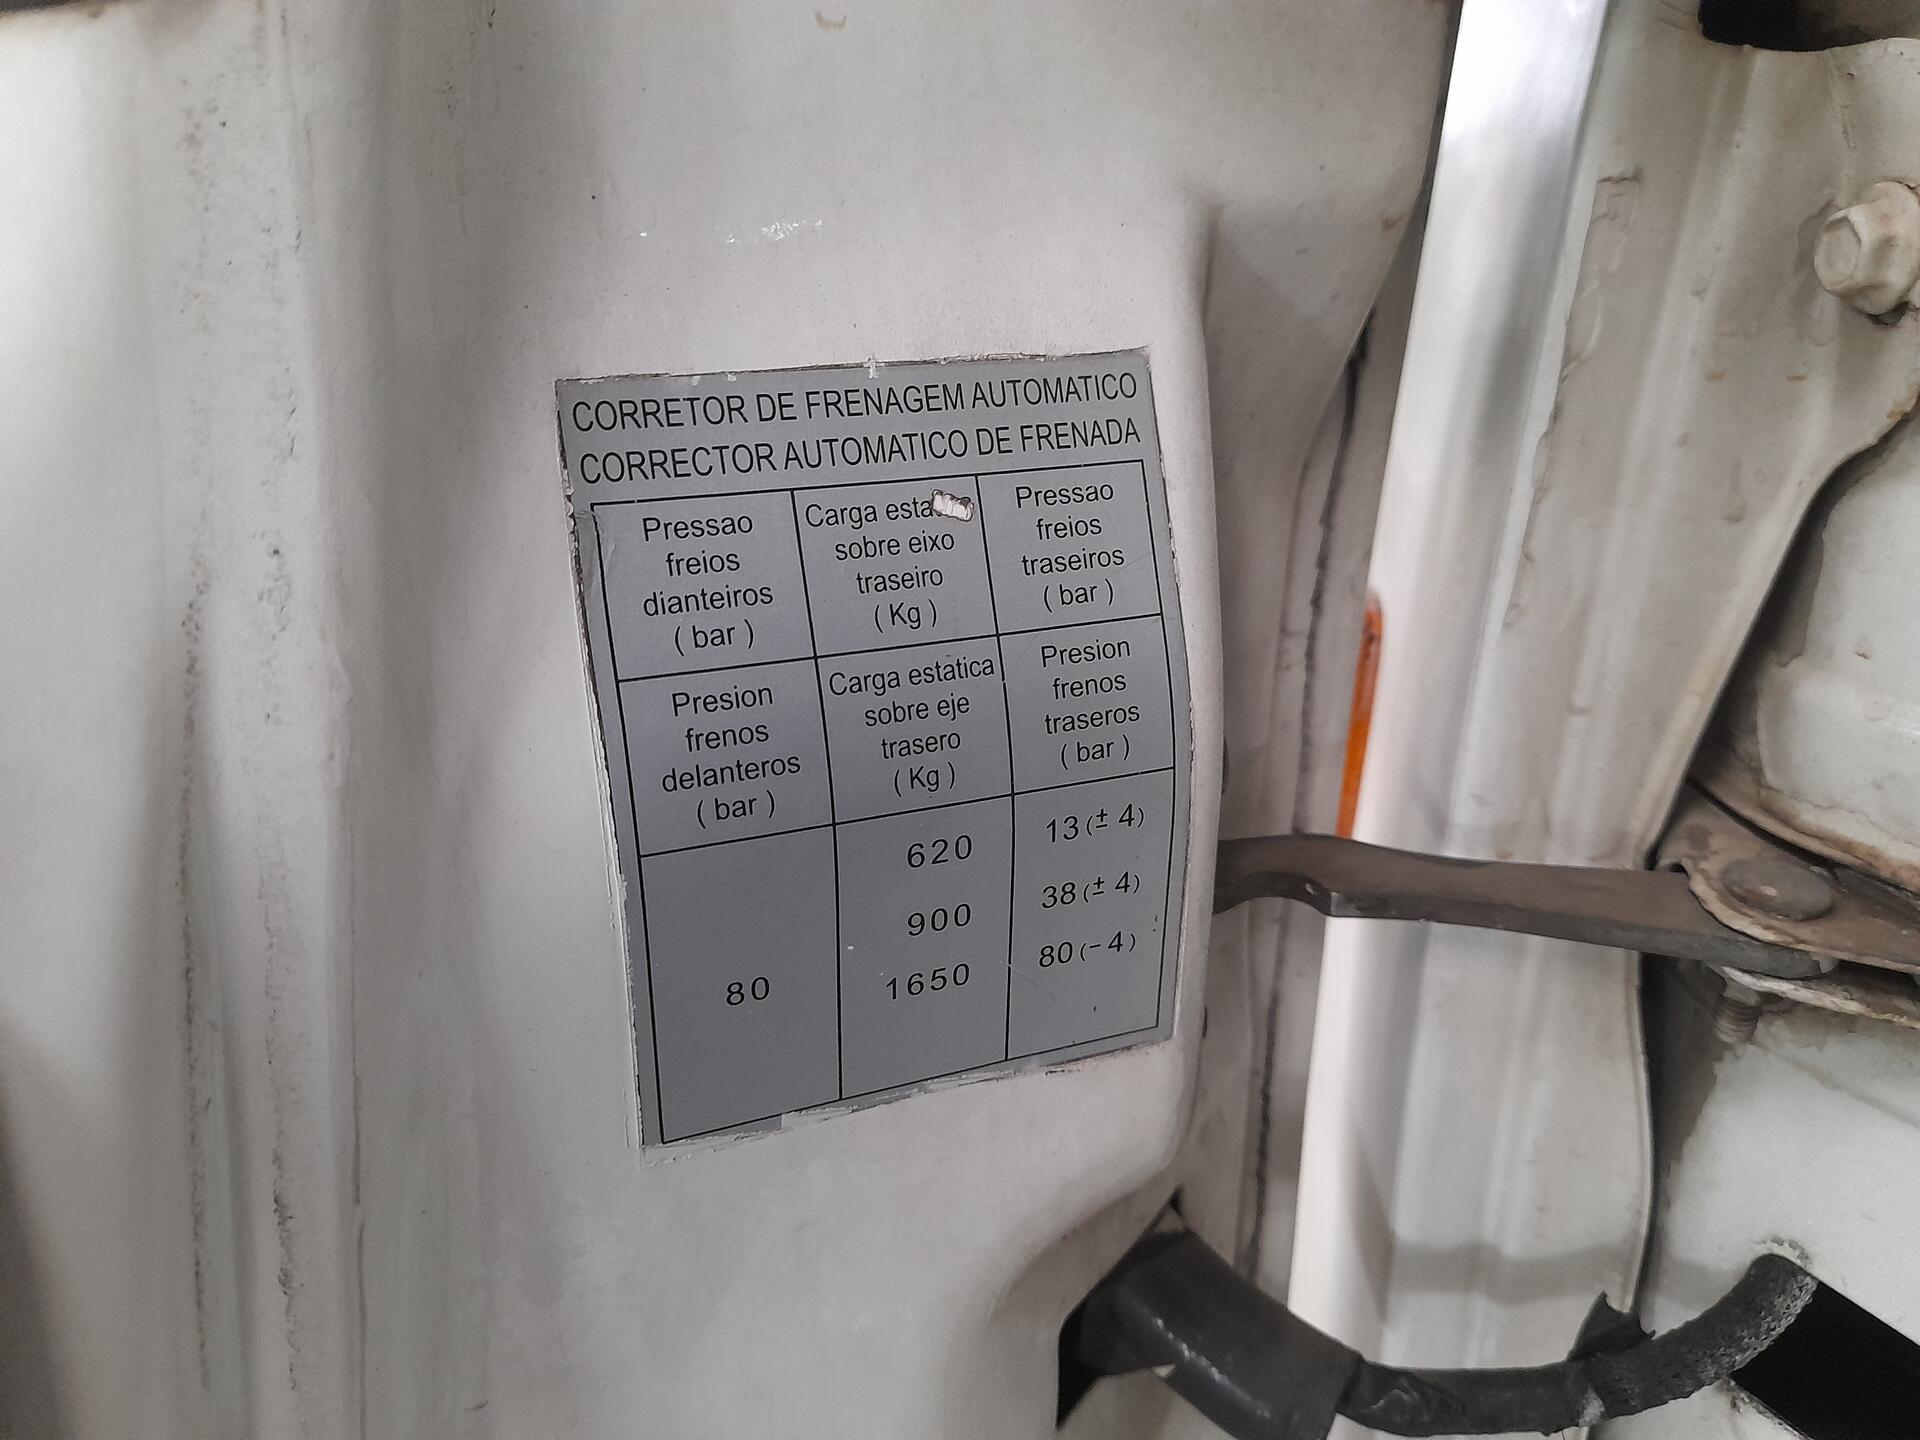 CORRETOR DE FRENAGEM AUTOMATICO
CORRECTOR AUTOMATICO DE FRENADA
Pressao
freios
dianteiros
( bar )
Carga
sobre eixo
traseiro
( Kg )
Pressao
freios
traseiros
( bar )
Presion
frenos
delanteros
( bar )
Carga estatica
sobre eje
trasero
( Kg )
Presion
frenos
traseros
( bar )
80
620
900
1650
13 (± 4)
38 (± 4)
80 (- 4)